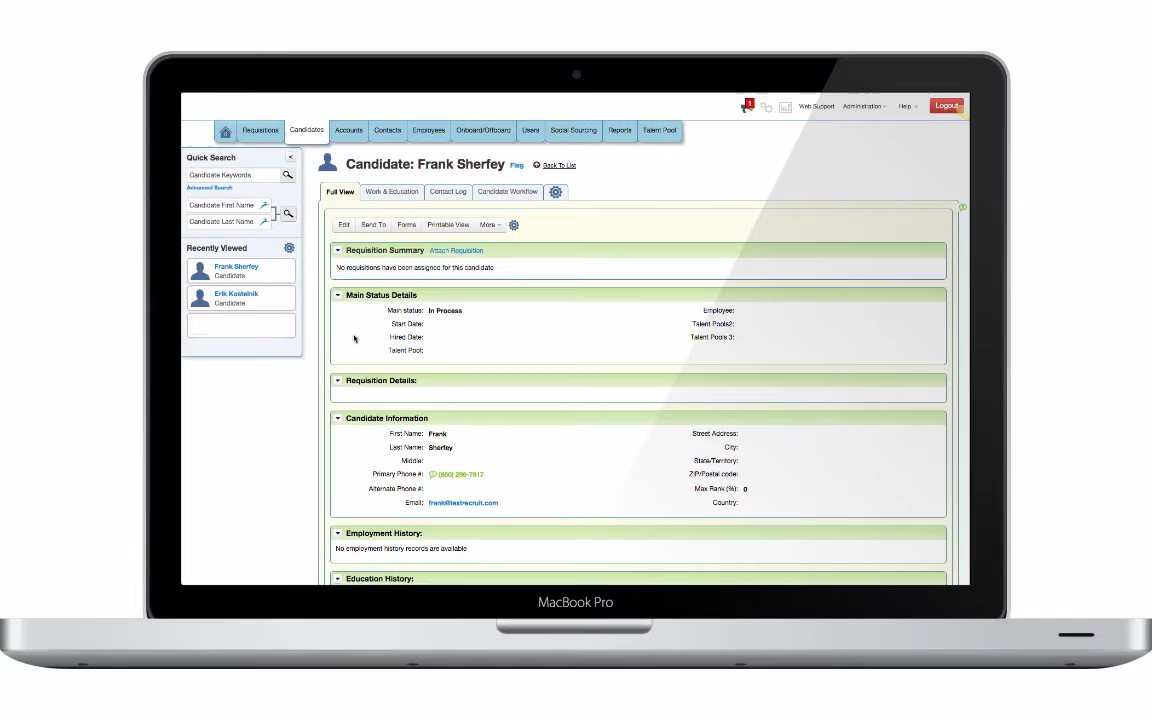 1
Web Support Administration Help Logout
Requisitions Candidates Accounts Contacts Employees Onboard/Offboard Users Social Sourcing Reports Talent Pool
Quick Search
Candidate Keywords
Advanced Search
Candidate First Name
Candidate Last Name
Recently Viewed
Frank Sherfey
Candidate
Erik Kostelnik
Candidate
Candidate: Frank Sherfey Flag Back To List
Full View Work & Education Contact Log Candidate Workflow
Edit Send To Forms Printable View More
Requisition Summary Attach Requisition
No requisitions have been assigned for this candidate
Main Status Details
Main status: In Process Employee:
Start Date: Talent Pools2:
Hired Date: Talent Pools 3:
Talent Pool:
Requisition Details:
Candidate Information
First Name: Frank Street Address:
Last Name: Sherfey City:
Middle: State/Territory:
Primary Phone #: (650) 296-7917 ZIP/Postal code:
Alternate Phone #: Max Rank (%): 0
Email: frank@textrecruit.com Country:
Employment History:
No employment history records are available
Education History:
MacBook Pro